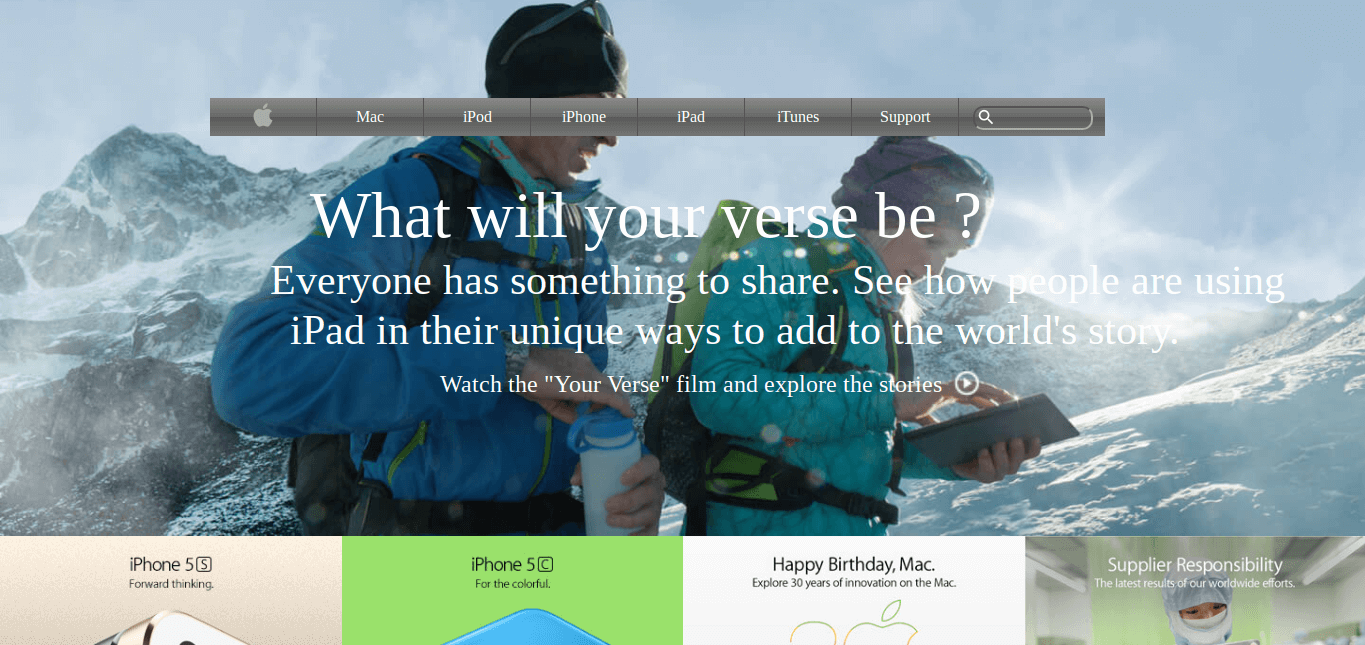 Mac iPod iPhone iPad iTunes Support
What will your verse be ?
Everyone has something to share. See how people are using
iPad in their unique ways to add to the world's story.
Watch the "Your Verse" film and explore the stories
iPhone 5S
Forward thinking.
iPhone 5C
For the colorful.
Happy Birthday, Mac.
Explore 30 years of innovation on the Mac.
Supplier Responsibility
The latest results of our worldwide efforts.